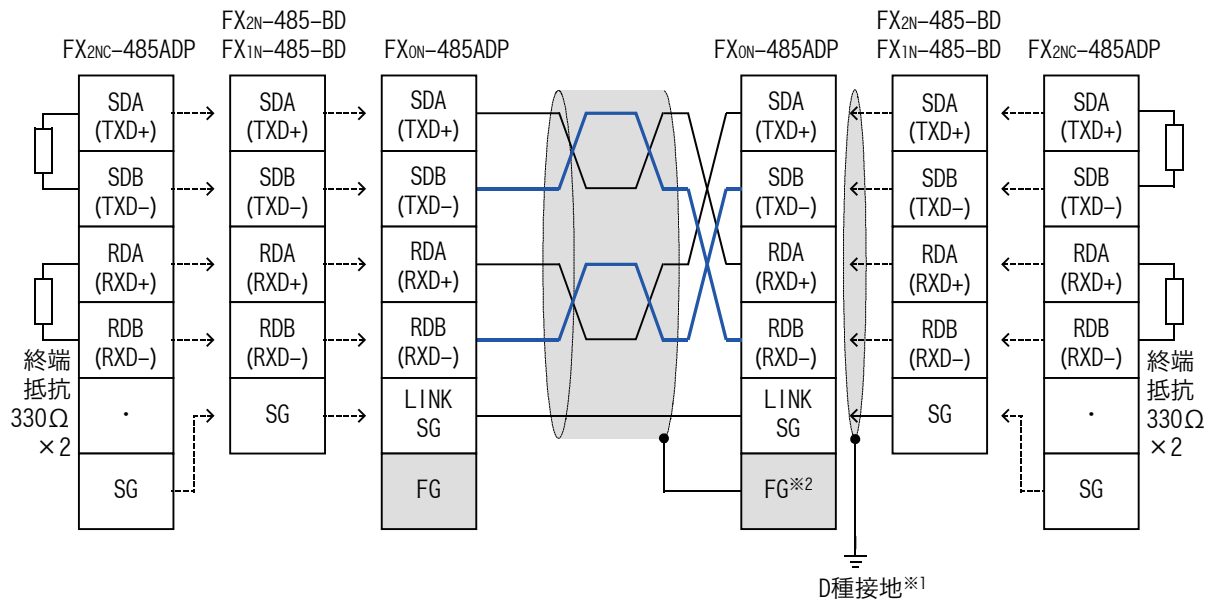 FX2N-485-BD
FX2NC-485ADP
FX1N-485-BD
FX0N-485ADP
SDA
(TXD+)
SDB
(TXD-)
RDA
(RXD+)
RDB
(RXD-)
・
SG
終端
抵抗
330Ω
×2
SDA
(TXD+)
SDB
(TXD-)
RDA
(RXD+)
RDB
(RXD-)
SG
SDA
(TXD+)
SDB
(TXD-)
RDA
(RXD+)
RDB
(RXD-)
LINK
SG
FG
FX0N-485ADP
FX2N-485-BD
FX1N-485-BD
FX2NC-485ADP
SDA
(TXD+)
SDB
(TXD-)
RDA
(RXD+)
RDB
(RXD-)
LINK
SG
FG※2
SDA
(TXD+)
SDB
(TXD-)
RDA
(RXD+)
RDB
(RXD-)
SG
SDA
(TXD+)
SDB
(TXD-)
RDA
(RXD+)
RDB
(RXD-)
・
SG
終端
抵抗
330Ω
×2
D種接地※1